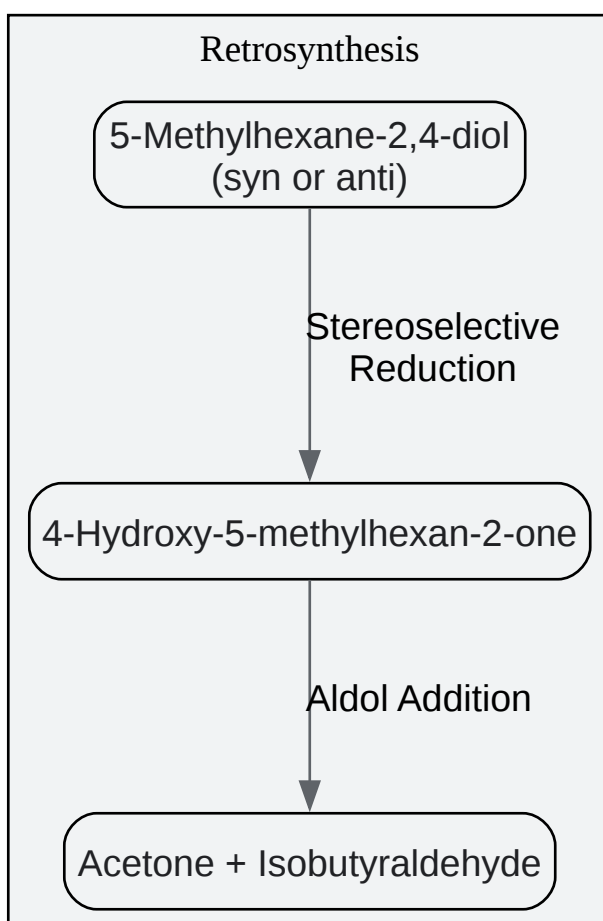 Retrosynthesis
5-Methylhexane-2,4-diol
(syn or anti)
Stereoselective
Reduction
4-Hydroxy-5-methylhexan-2-one
Aldol Addition
Acetone + Isobutyraldehyde